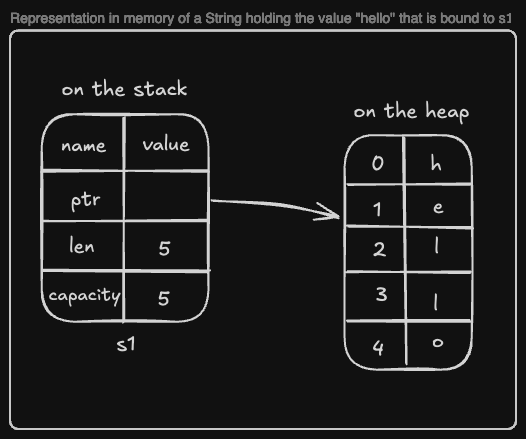 Representation in memory of a String holding the value "hello" that is bound to s1
on the stack
name value
ptr
len 5
capacity 5
s1
on the heap
0 h
1 e
2 l
3 l
4 o